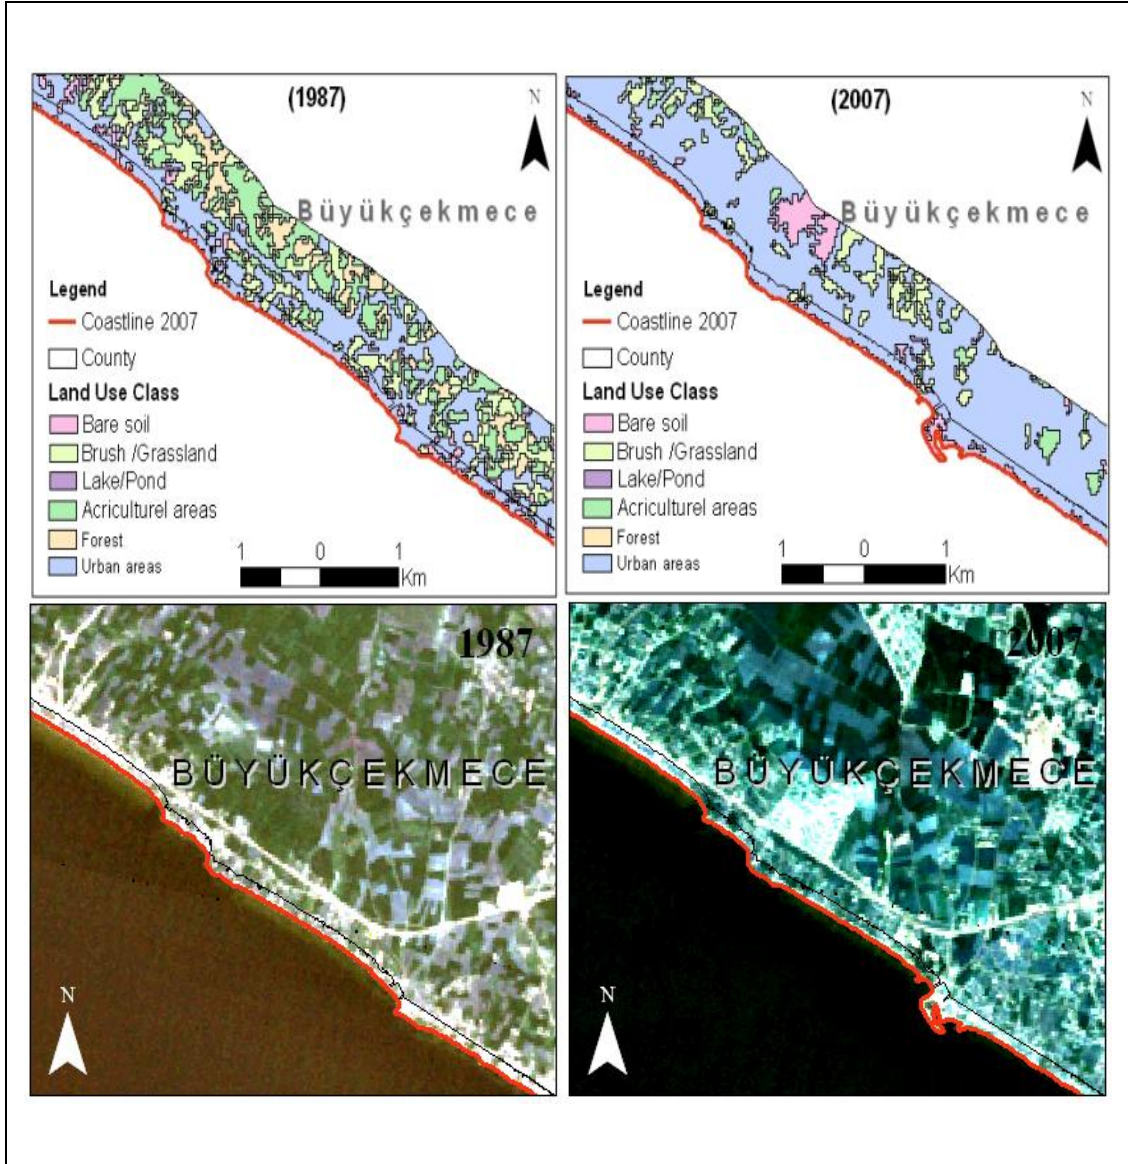 (1987)
N
Büyükçekmece
Legend
Coastline 2007
County
Land Use Class
Bare soil
Brush /Grassland
Lake/Pond
Acriculturel areas
Forest
Urban areas
1 0 1
Km
(2007)
N
Büyükçekmece
Legend
Coastline 2007
County
Land Use Class
Bare soil
Brush /Grassland
Lake/Pond
Acriculturel areas
Forest
Urban areas
1 0 1
Km
1987
BÜYÜKÇEKMECE
N
2007
BÜYÜKÇEKMECE
N